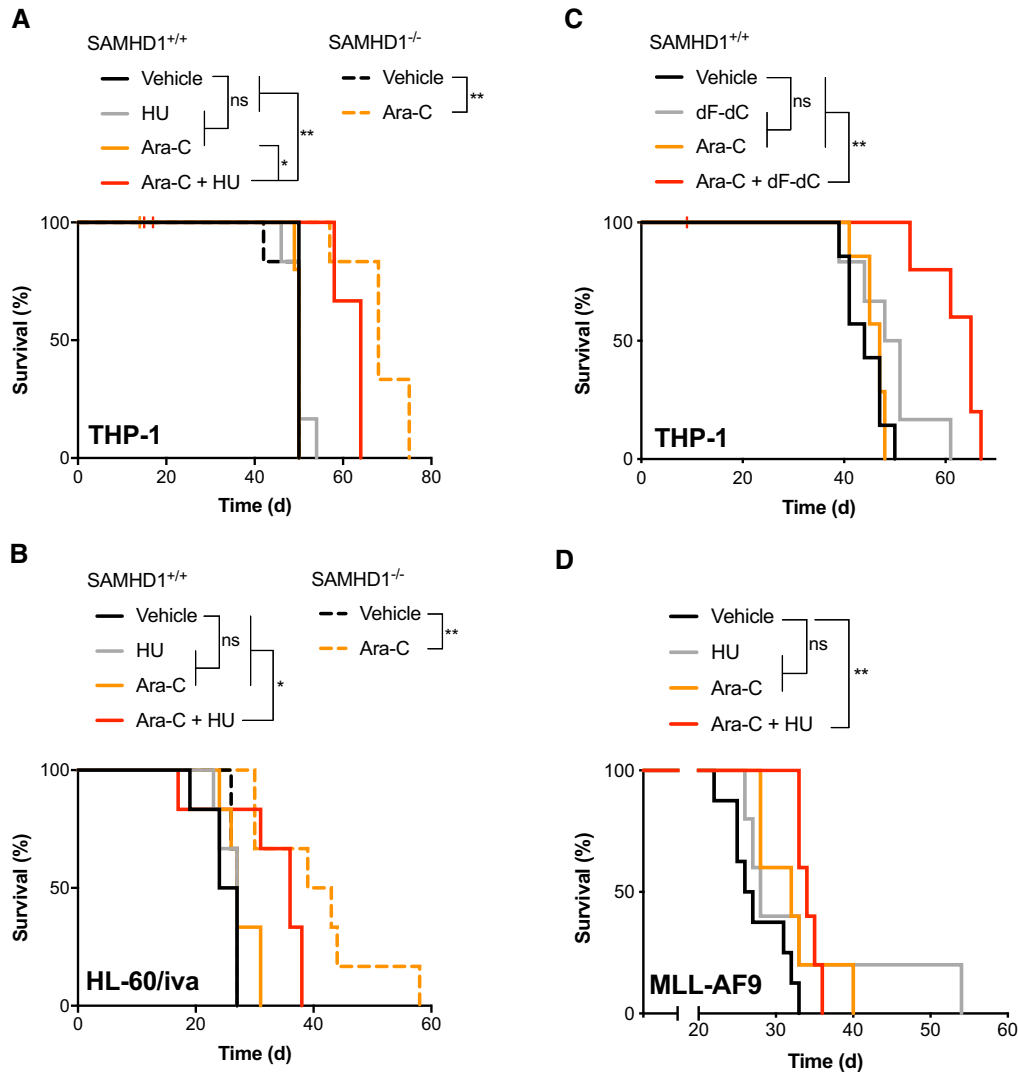 A
SAMHD1+/+ SAMHD1-/-
Vehicle Vehicle
HU ns **
Ara-C ** Ara-C
Ara-C + HU *
100
50
0
Survival (%)
THP-1
0 20 40 60 80
Time (d)
C
SAMHD1+/+
Vehicle
dF-dC ns
Ara-C **
Ara-C + dF-dC
100
50
0
Survival (%)
THP-1
0 20 40 60
Time (d)
B
SAMHD1+/+ SAMHD1-/-
Vehicle Vehicle
HU ns **
Ara-C * Ara-C
Ara-C + HU
100
50
0
Survival (%)
HL-60/iva
0 20 40 60
Time (d)
D
Vehicle
HU ns
Ara-C **
Ara-C + HU
100
50
0
Survival (%)
MLL-AF9
20 30 40 50 60
Time (d)